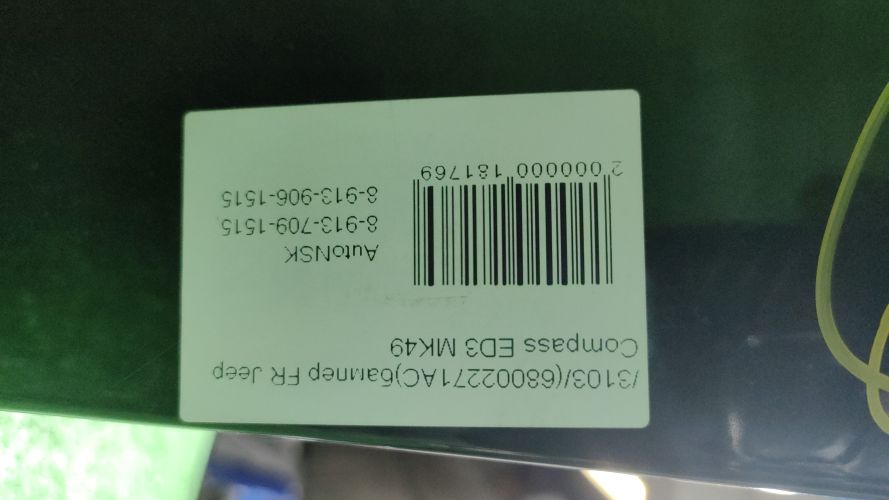 /3103/(68002271AC)бампер FR Jeep
Compass ED3 MK49
AutoNSK
8-913-709-1515,
8-913-906-1515
2 000000 181769